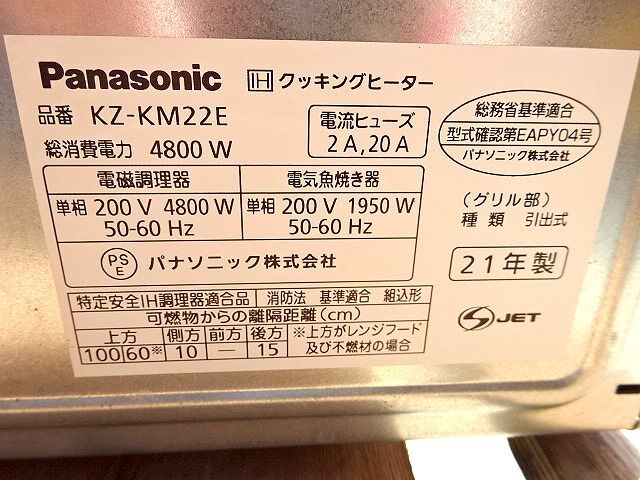 Panasonic IH クッキングヒーター
品番 KZ-KM22E
総消費電力 4800 W
電流ヒューズ
2 A, 20 A
総務省基準適合
型式確認第EAPY04号
パナソニック株式会社
電磁調理器
単相 200 V 4800 W
50-60 Hz
電気魚焼き器
単相 200 V 1950 W
50-60 Hz
(グリル部)
種類 引出式
PSE パナソニック株式会社
21年製
特定安全IH調理器適合品 消防法 基準適合 組込形
可燃物からの離隔距離(cm)
上方 側方 前方 後方 ※上方がレンジフード
100 60※ 10 — 15 及び不燃材の場合
S JET